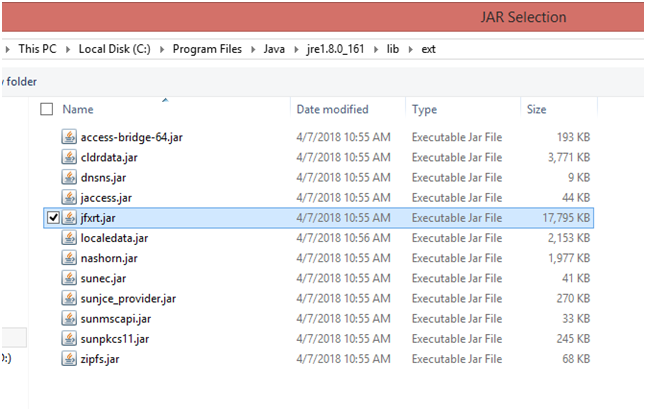 JAR Selection
This PC Local Disk (C:) Program Files Java jre1.8.0_161 lib ext
folder
Name Date modified Type Size
access-bridge-64.jar 4/7/2018 10:55 AM Executable Jar File 193 KB
cldrdata.jar 4/7/2018 10:55 AM Executable Jar File 3,771 KB
dnsns.jar 4/7/2018 10:55 AM Executable Jar File 9 KB
jaccess.jar 4/7/2018 10:55 AM Executable Jar File 44 KB
jfxrt.jar 4/7/2018 10:55 AM Executable Jar File 17,795 KB
localedata.jar 4/7/2018 10:56 AM Executable Jar File 2,153 KB
nashorn.jar 4/7/2018 10:55 AM Executable Jar File 1,977 KB
sunec.jar 4/7/2018 10:55 AM Executable Jar File 41 KB
sunjce_provider.jar 4/7/2018 10:55 AM Executable Jar File 270 KB
sunmscapi.jar 4/7/2018 10:55 AM Executable Jar File 33 KB
sunpkcs11.jar 4/7/2018 10:55 AM Executable Jar File 245 KB
:) zipfs.jar 4/7/2018 10:55 AM Executable Jar File 68 KB